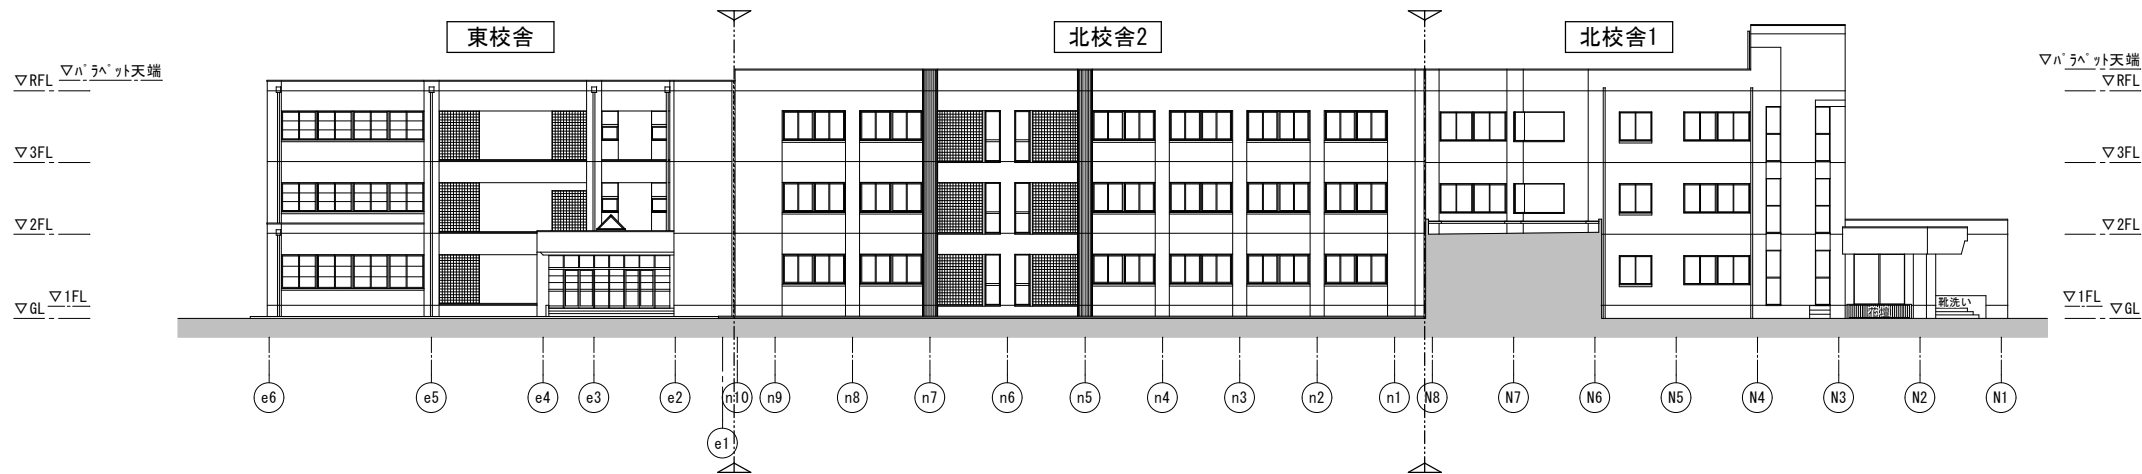 東校舎
北校舎2
北校舎1
▽パラペット天端
▽RFL
▽3FL
▽2FL
▽1FL
▽GL
▽パラペット天端
▽RFL
▽3FL
▽2FL
▽1FL
▽GL
靴洗い
花壇
e6 e5 e4 e3 e2 n10 n9 n8 n7 n6 n5 n4 n3 n2 n1 N8 N7 N6 N5 N4 N3 N2 N1
e1